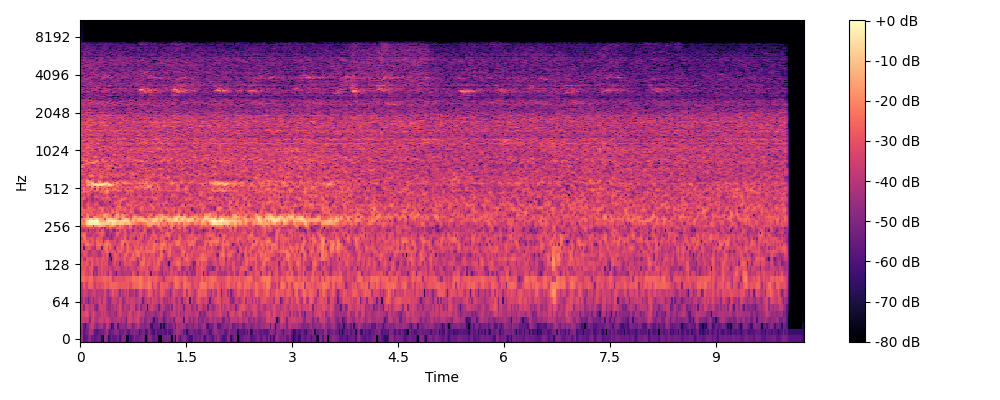 8192
4096
2048
1024
512
256
128
64
0
Hz
0 1.5 3 4.5 6 7.5 9
Time
+0 dB
-10 dB
-20 dB
-30 dB
-40 dB
-50 dB
-60 dB
-70 dB
-80 dB